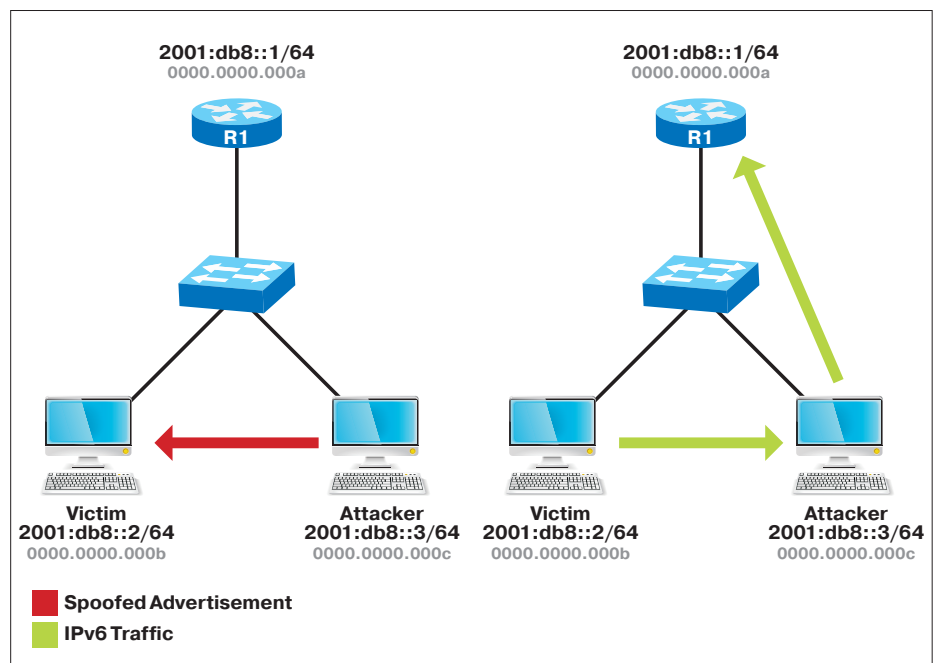 2001:db8::1/64
0000.0000.000a
R1
Victim
2001:db8::2/64
0000.0000.000b
Attacker
2001:db8::3/64
0000.0000.000c
2001:db8::1/64
0000.0000.000a
R1
Victim
2001:db8::2/64
0000.0000.000b
Attacker
2001:db8::3/64
0000.0000.000c
Spoofed Advertisement
IPv6 Traffic